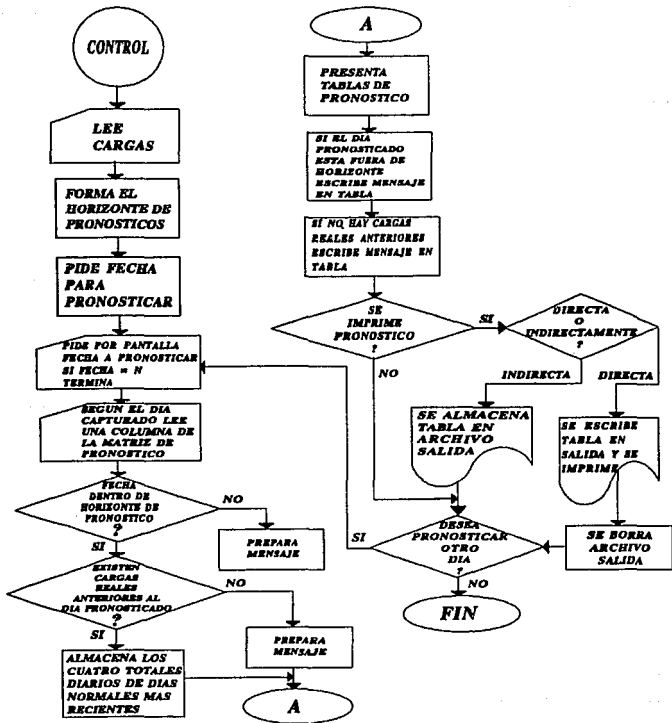 CONTROL
LEE
CARGAS
FORMA EL
HORIZONTE DE
PRONOSTICOS
PIDE FECHA
PARA
PRONOSTICAR
PIDE POR PANTALLA
FECHA A PRONOSTICAR
SI FECHA = N
TERMINA
SEGUN EL DIA
CAPTURADO LEE
UNA COLUMNA DE
LA MATRIZ DE
PRONOSTICO
FECHA
DENTRO DE
HORIZONTE DE
PRONOSTICO
?
NO
PREPARA
MENSAJE
SI
EXISTEN
CARGAS
REALES
ANTERIORES AL
DIA PRONOSTICADO
?
NO
PREPARA
MENSAJE
SI
ALMACENA LOS
CUATRO TOTALES
DIARIOS DE DIAS
NORMALES MAS
RECIENTES
A
A
PRESENTA
TABLAS DE
PRONOSTICO
SI EL DIA
PRONOSTICADO
ESTA FUERA DE
HORIZONTE
ESCRIBE MENSAJE
EN TABLA
SI NO HAY CARGAS
REALES ANTERIORES
ESCRIBE MENSAJE EN
TABLA
SE
IMPRIME
PRONOSTICO
?
SI
NO
DIRECTA
O
INDIRECTAMENTE
?
INDIRECTA
DIRECTA
SE ALMACENA
TABLA EN
ARCHIVO
SALIDA
SE ESCRIBE
TABLA EN
SALIDA Y SE
IMPRIME
SE BORRA
ARCHIVO
SALIDA
DESEA
PRONOSTICAR
OTRO
DIA
?
SI
NO
FIN